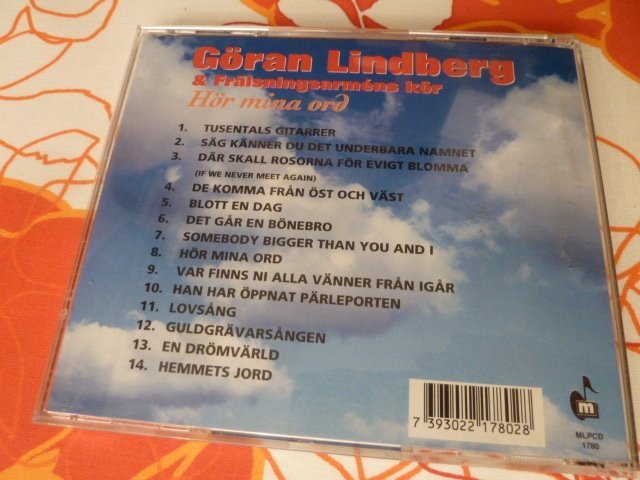 Göran Lindberg
& Frälsningsarméns kör
Hör mina ord
1. TUSENTALS GITARRER
2. SÄG KÄNNER DU DET UNDERBARA NAMNET
3. DÄR SKALL ROSORNA FÖR EVIGT BLOMMA
(IF WE NEVER MEET AGAIN)
4. DE KOMMA FRÅN ÖST OCH VÄST
5. BLOTT EN DAG
6. DET GÅR EN BÖNEBRO
7. SOMEBODY BIGGER THAN YOU AND I
8. HÖR MINA ORD
9. VAR FINNS NI ALLA VÄNNER FRÅN IGÅR
10. HAN HAR ÖPPNAT PÄRLEPORTEN
11. LOVSÅNG
12. GULDGRÄVARSÅNGEN
13. EN DRÖMVÄRLD
14. HEMMETS JORD
7 393022 178028
m
MLPCD
1780